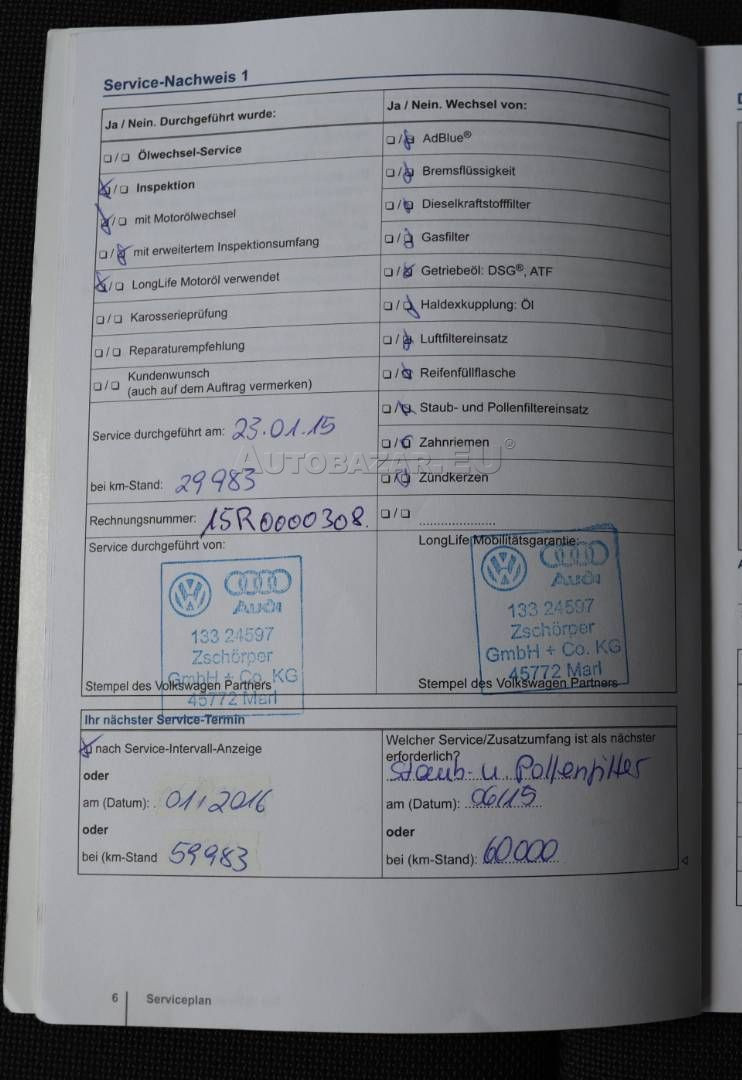 Service-Nachweis 1
Ja / Nein. Durchgeführt wurde:
❑/❑ Ölwechsel-Service
❑/❑ Inspektion
❑/❑ mit Motorölwechsel
❑/❑ mit erweitertem Inspektionsumfang
❑/❑ LongLife Motoröl verwendet
❑/❑ Karosserieprüfung
❑/❑ Reparaturempfehlung
❑/❑ Kundenwunsch
(auch auf dem Auftrag vermerken)
Service durchgeführt am: 23.01.15
bei km-Stand: 29983
Rechnungsnummer: 15R0000308.
Ja / Nein. Wechsel von:
❑/❑ AdBlue®
❑/❑ Bremsflüssigkeit
❑/❑ Dieselkraftstofffilter
❑/❑ Gasfilter
❑/❑ Getriebeöl: DSG®, ATF
❑/❑ Haldexkupplung: Öl
❑/❑ Luftfiltereinsatz
❑/❑ Reifenfüllflasche
❑/❑ Staub- und Pollenfiltereinsatz
❑/❑ Zahnriemen
❑/❑ Zündkerzen
❑/❑ ......................
AUTOBAZAR.EU®
Service durchgeführt von:
VW Audi
133 24597
Zschörper
GmbH + Co. KG
45772 Marl
Stempel des Volkswagen Partners
LongLife Mobilitätsgarantie:
VW Audi
133 24597
Zschörper
GmbH + Co. KG
45772 Marl
Stempel des Volkswagen Partners
Ihr nächster Service-Termin
❑ nach Service-Intervall-Anzeige
oder
am (Datum): 01.2016
oder
bei (km-Stand 59983
Welcher Service/Zusatzumfang ist als nächster
erforderlich?
Staub- u. Pollenfilter
am (Datum): 06/15
oder
bei (km-Stand): 60000
6 Serviceplan